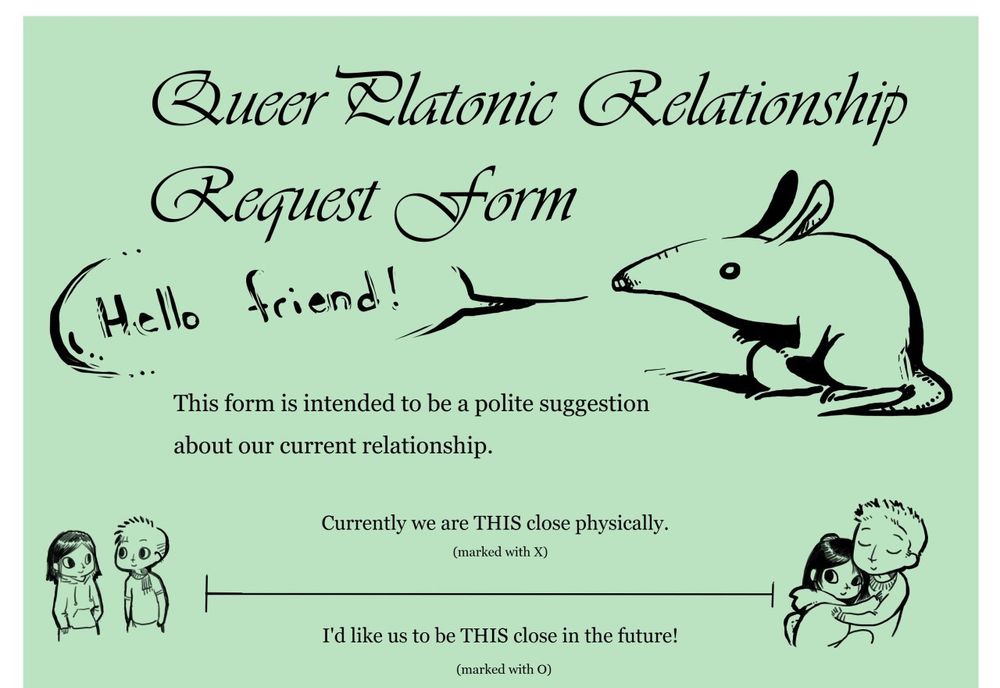 Queer Platonic Relationship
Request Form
Hello friend!
This form is intended to be a polite suggestion
about our current relationship.
Currently we are THIS close physically.
(marked with X)
I'd like us to be THIS close in the future!
(marked with O)